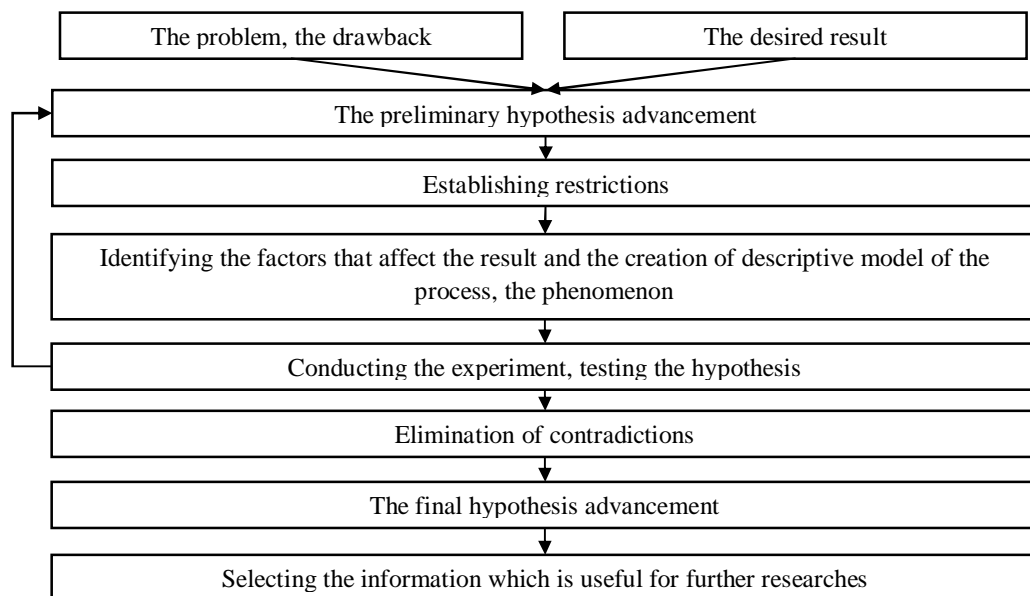 The problem, the drawback
The desired result
The preliminary hypothesis advancement
Establishing restrictions
Identifying the factors that affect the result and the creation of descriptive model of the
process, the phenomenon
Conducting the experiment, testing the hypothesis
Elimination of contradictions
The final hypothesis advancement
Selecting the information which is useful for further researches